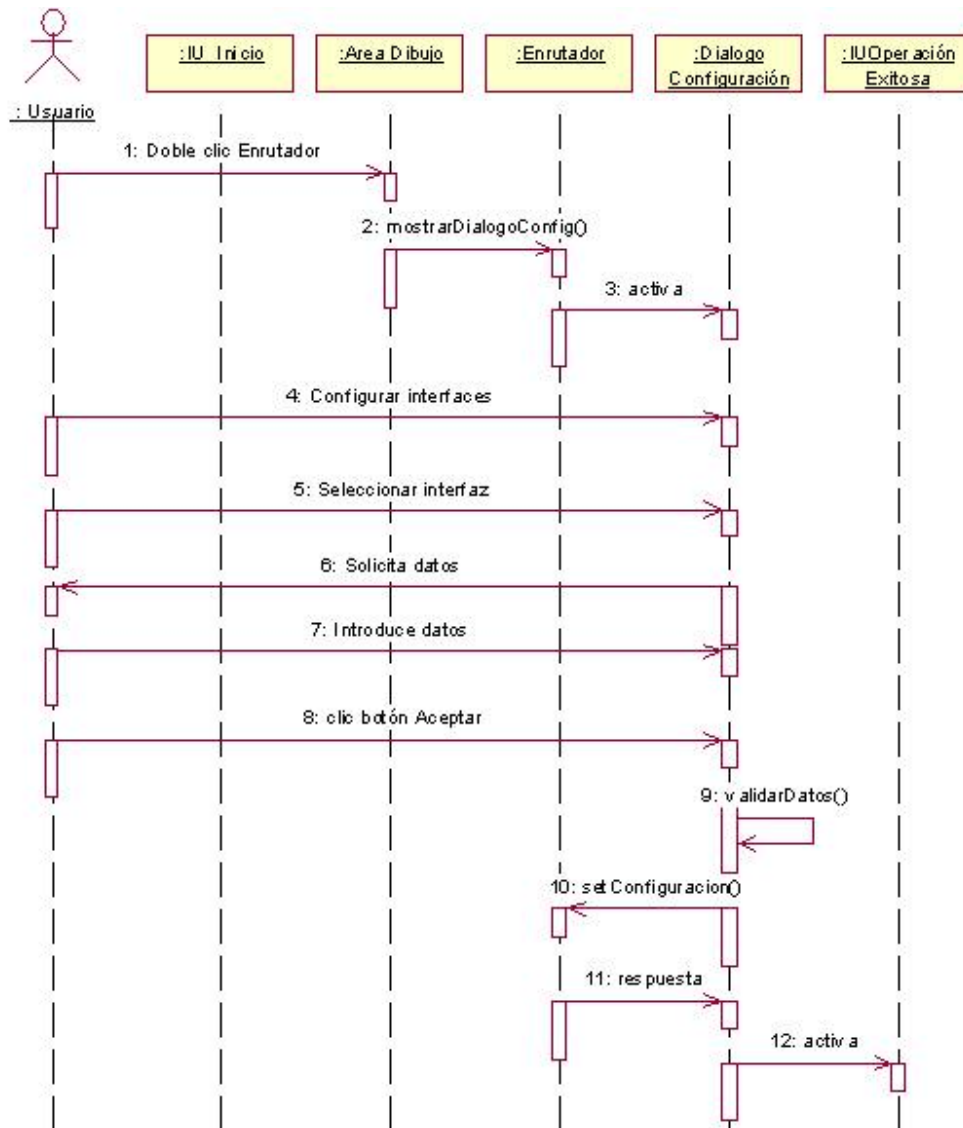 : Usuario
:IU_Inicio
:Area Dibujo
:Enrutador
:Dialogo
Configuración
:IUOperación
Exitosa
1: Doble clic Enrutador
2: mostrarDialogoConfig()
3: activa
4: Configurar interfaces
5: Seleccionar interfaz
6: Solicita datos
7: Introduce datos
8: clic botón Aceptar
9: validarDatos()
10: setConfiguracion()
11: respuesta
12: activa